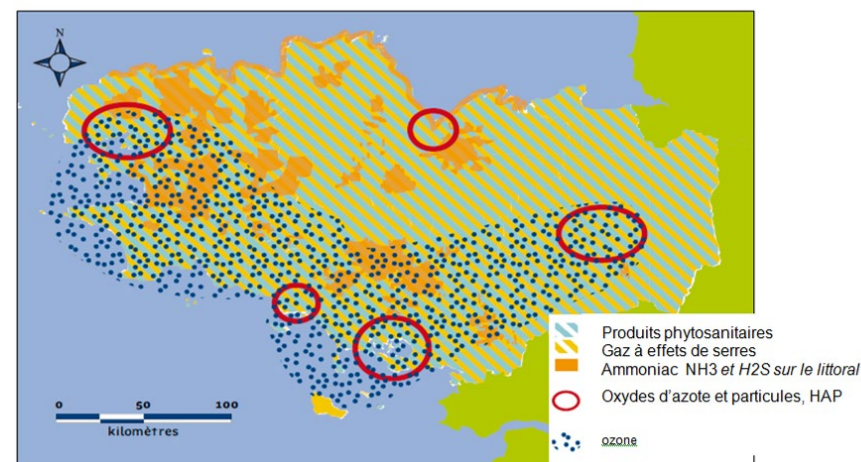 N
0 50 100
kilomètres
Produits phytosanitaires
Gaz à effets de serres
Ammoniac NH3 et H2S sur le littoral
Oxydes d'azote et particules, HAP
ozone